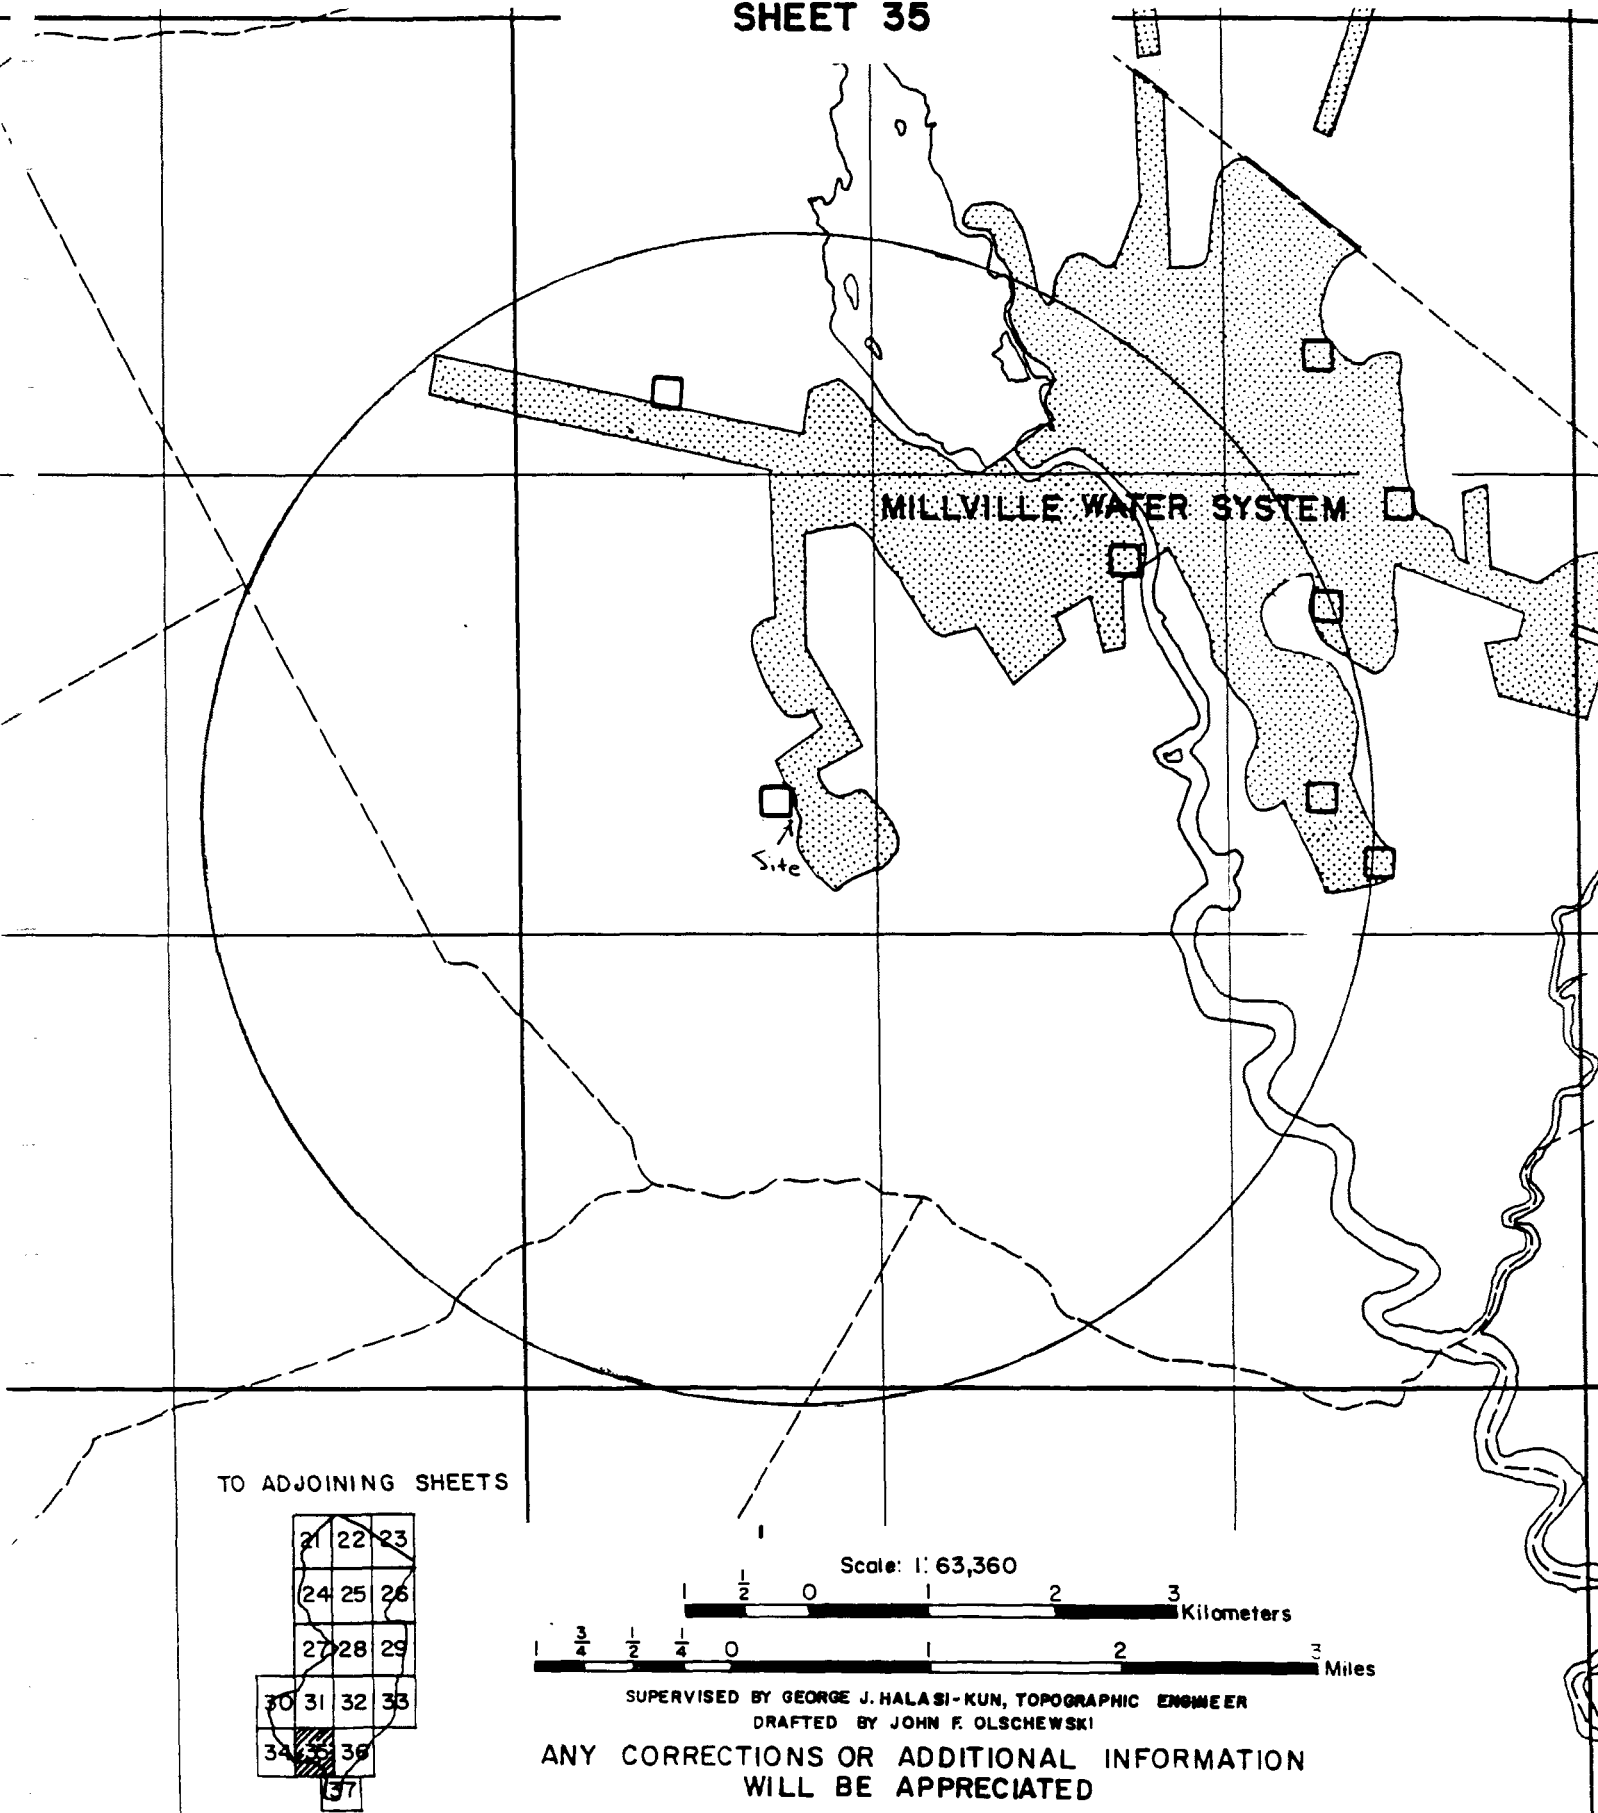 SHEET 35
MILLVILLE WATER SYSTEM
Site
TO ADJOINING SHEETS
21 22 23
24 25 26
27 28 29
30 31 32 33
34 35 36
37
Scale: 1:63,360
1 1/2 0 1 2 3
Kilometers
1 3/4 1/2 1/4 0 1 2 3
Miles
SUPERVISED BY GEORGE J. HALASI-KUN, TOPOGRAPHIC ENGINEER
DRAFTED BY JOHN F. OLSCHEWSKI
ANY CORRECTIONS OR ADDITIONAL INFORMATION
WILL BE APPRECIATED